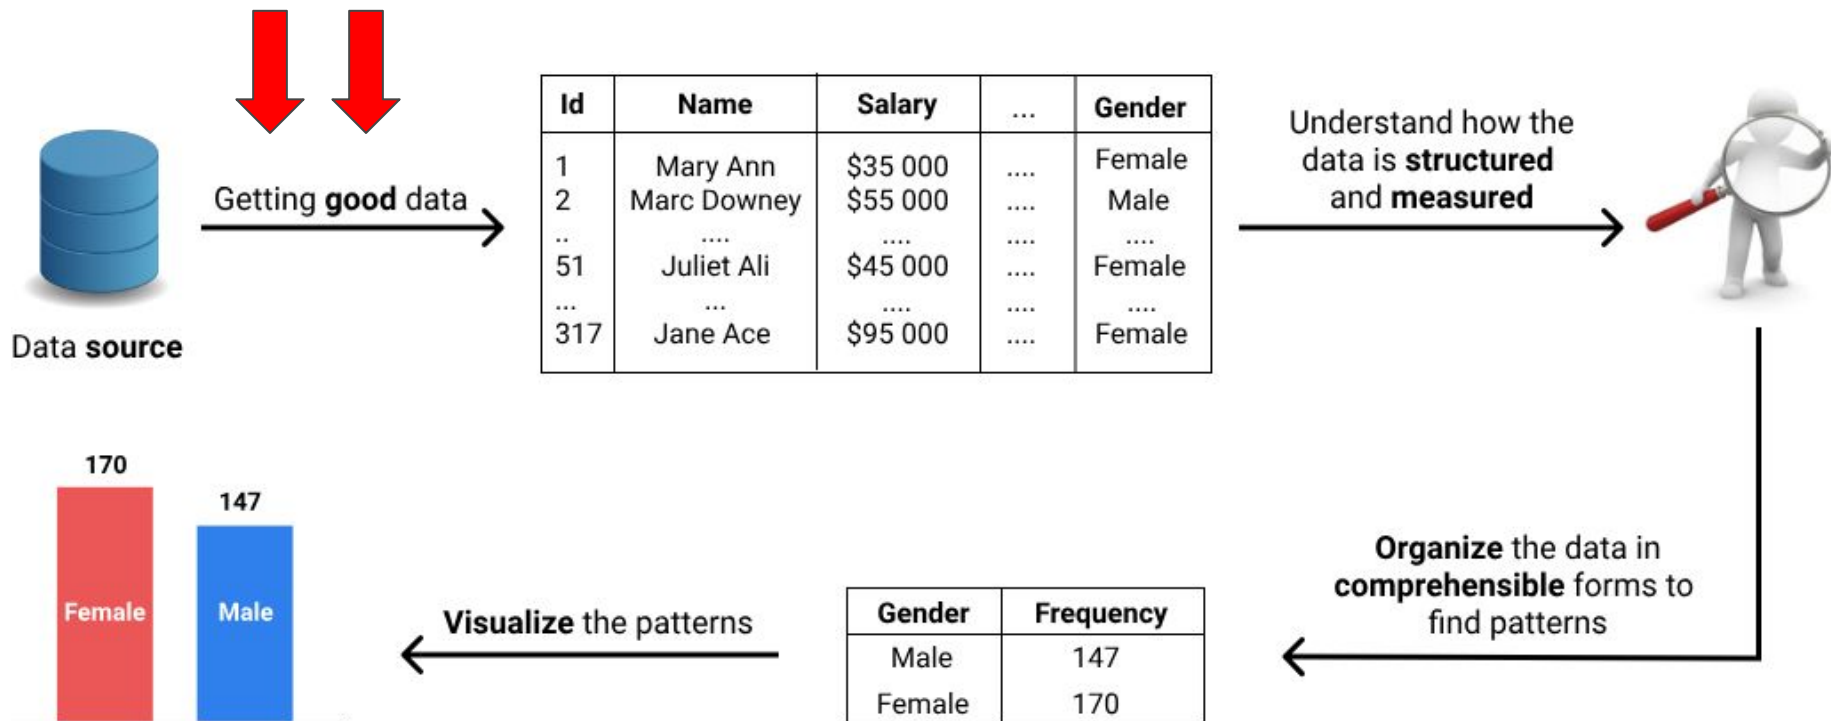 Getting good data
Data source
Id Name Salary ... Gender
1 Mary Ann $35 000 .... Female
2 Marc Downey $55 000 .... Male
.. .... .... .... ....
51 Juliet Ali $45 000 .... Female
... ... .... .... ....
317 Jane Ace $95 000 .... Female
Understand how the
data is structured
and measured
Organize the data in
comprehensible forms to
find patterns
Gender Frequency
Male 147
Female 170
Visualize the patterns
170
147
Female
Male